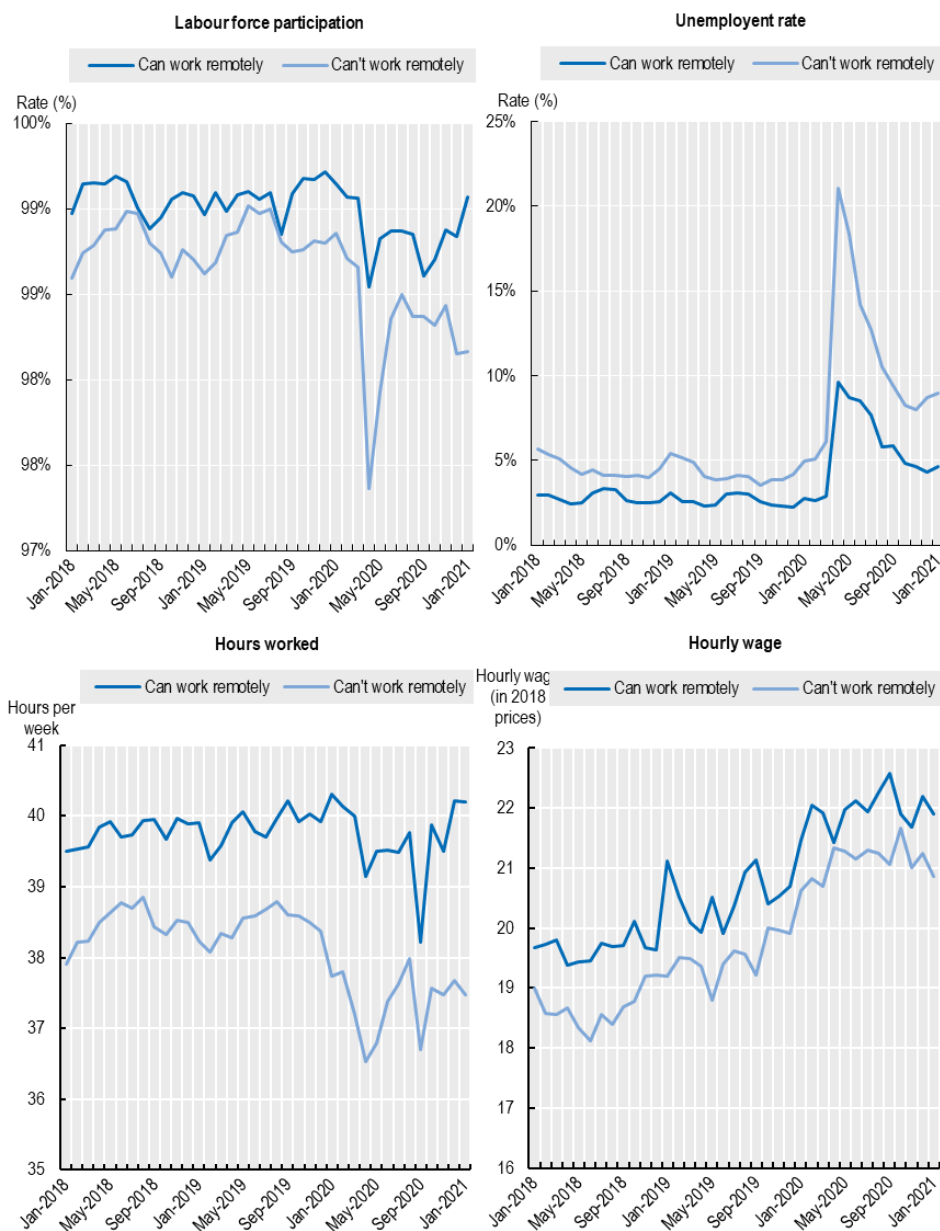 Labour force participation
Can work remotely
Can't work remotely
Rate (%)
100%
99%
99%
98%
98%
97%
Jan-2018
May-2018
Sep-2018
Jan-2019
May-2019
Sep-2019
Jan-2020
May-2020
Sep-2020
Jan-2021
Unemployent rate
Can work remotely
Can't work remotely
Rate (%)
25%
20%
15%
10%
5%
0%
Jan-2018
May-2018
Sep-2018
Jan-2019
May-2019
Sep-2019
Jan-2020
May-2020
Sep-2020
Jan-2021
Hours worked
Can work remotely
Can't work remotely
Hours per
week
41
40
39
38
37
36
35
Jan-2018
May-2018
Sep-2018
Jan-2019
May-2019
Sep-2019
Jan-2020
May-2020
Sep-2020
Jan-2021
Hourly wage
Can work remotely
Can't work remotely
Hourly wag
(in 2018
prices)
23
22
21
20
19
18
17
16
Jan-2018
May-2018
Sep-2018
Jan-2019
May-2019
Sep-2019
Jan-2020
May-2020
Sep-2020
Jan-2021